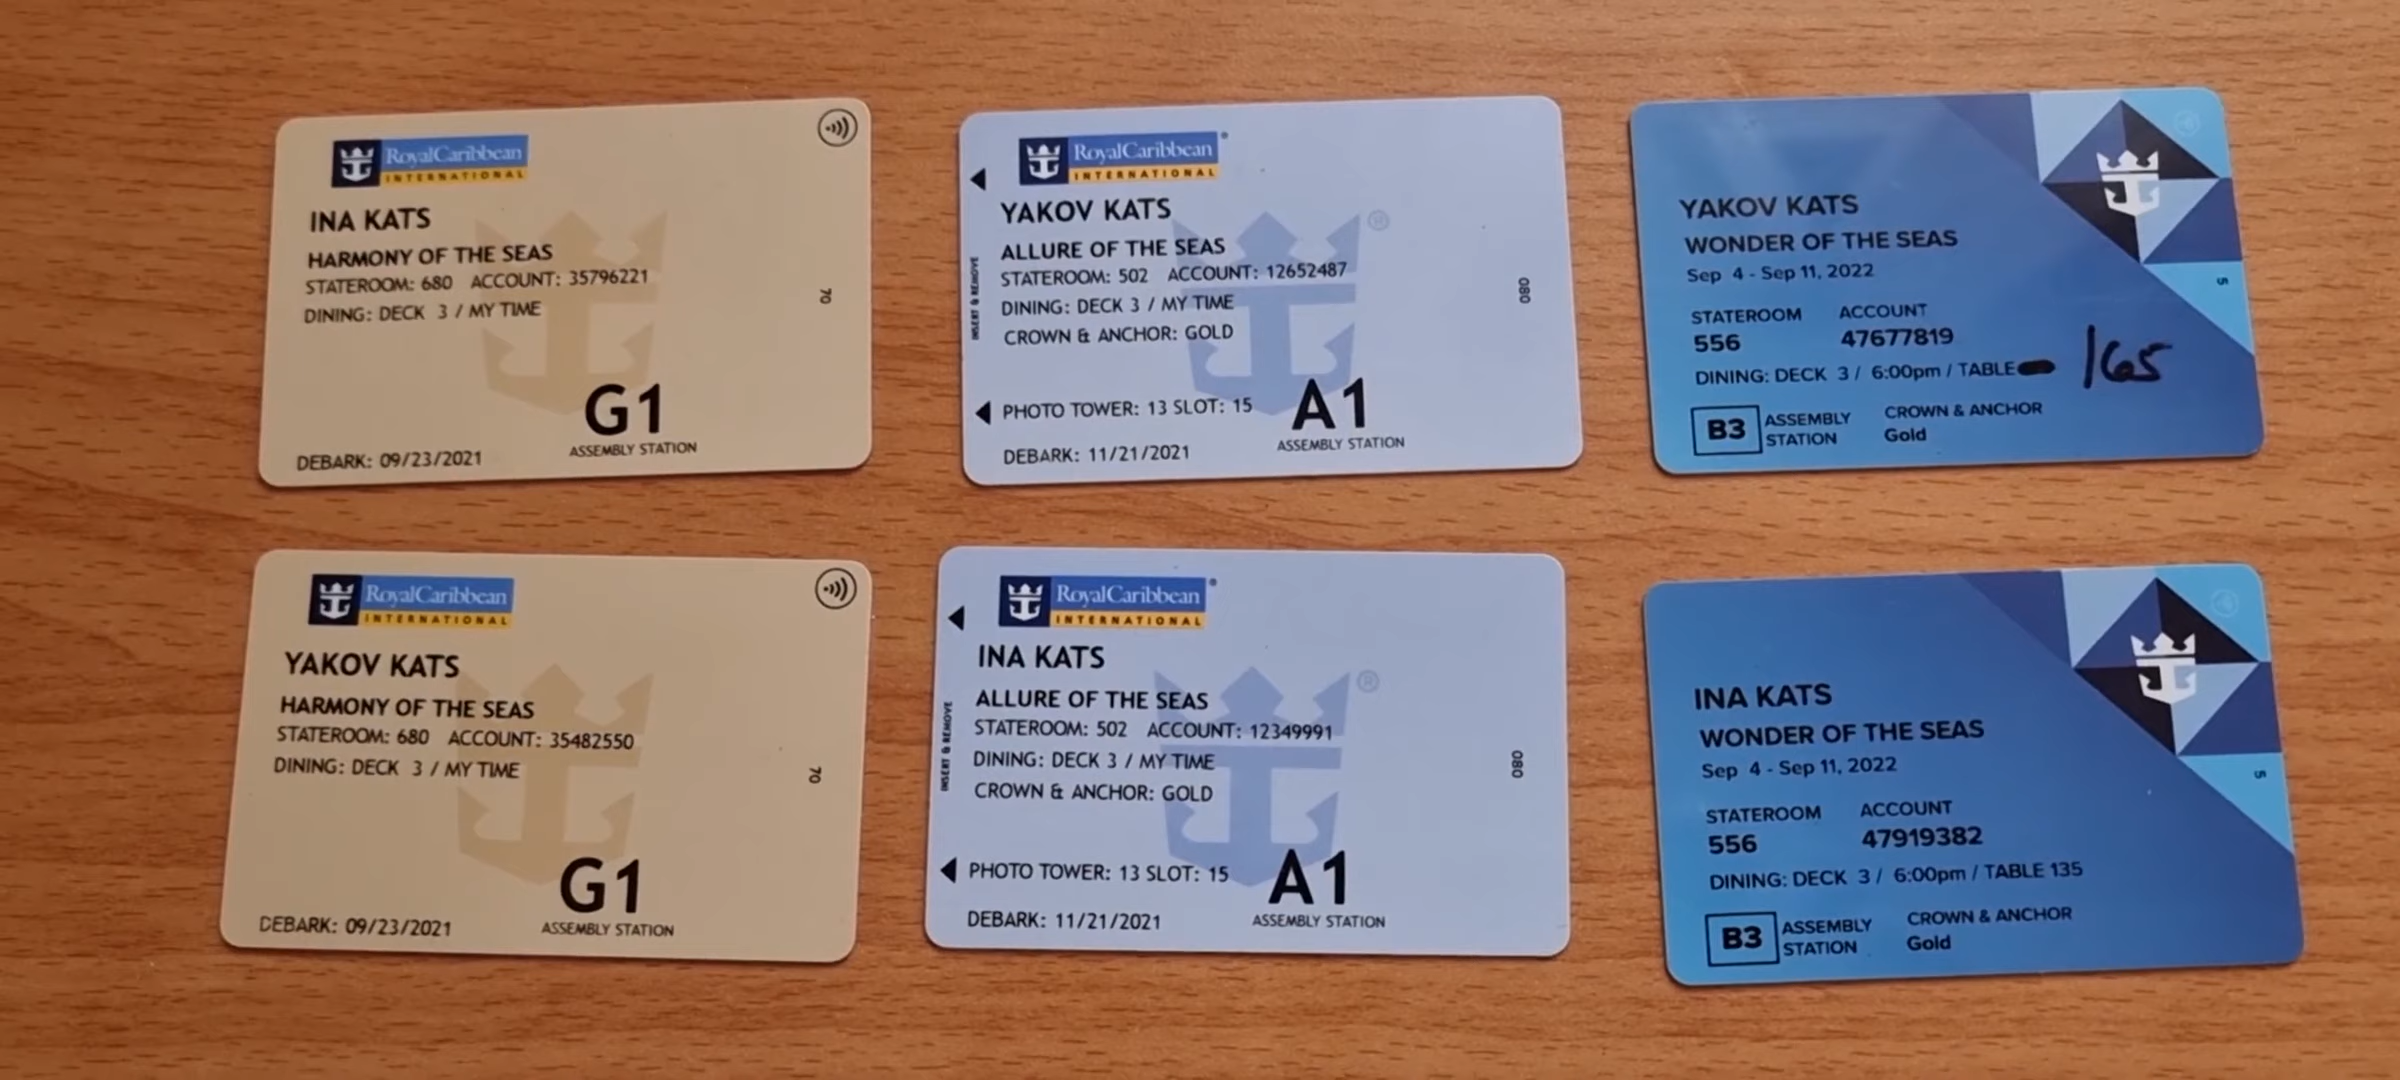 RoyalCaribbean
INTERNATIONAL
INA KATS
HARMONY OF THE SEAS
STATEROOM: 680 ACCOUNT: 35796221
DINING: DECK 3 / MY TIME
70
G1
ASSEMBLY STATION
DEBARK: 09/23/2021
RoyalCaribbean
INTERNATIONAL
YAKOV KATS
ALLURE OF THE SEAS
STATEROOM: 502 ACCOUNT: 12652487
DINING: DECK 3 / MY TIME
CROWN & ANCHOR: GOLD
INSERT & REMOVE
080
PHOTO TOWER: 13 SLOT: 15
A1
ASSEMBLY STATION
DEBARK: 11/21/2021
®
YAKOV KATS
WONDER OF THE SEAS
Sep 4 - Sep 11, 2022
STATEROOM ACCOUNT
556 47677819
DINING: DECK 3 / 6:00pm / TABLE 165
B3 ASSEMBLY STATION
CROWN & ANCHOR
Gold
5
RoyalCaribbean
INTERNATIONAL
YAKOV KATS
HARMONY OF THE SEAS
STATEROOM: 680 ACCOUNT: 35482550
DINING: DECK 3 / MY TIME
70
G1
ASSEMBLY STATION
DEBARK: 09/23/2021
RoyalCaribbean
INTERNATIONAL
INA KATS
ALLURE OF THE SEAS
STATEROOM: 502 ACCOUNT: 12349991
DINING: DECK 3 / MY TIME
CROWN & ANCHOR: GOLD
INSERT & REMOVE
080
PHOTO TOWER: 13 SLOT: 15
A1
ASSEMBLY STATION
DEBARK: 11/21/2021
®
INA KATS
WONDER OF THE SEAS
Sep 4 - Sep 11, 2022
STATEROOM ACCOUNT
556 47919382
DINING: DECK 3 / 6:00pm / TABLE 135
B3 ASSEMBLY STATION
CROWN & ANCHOR
Gold
5